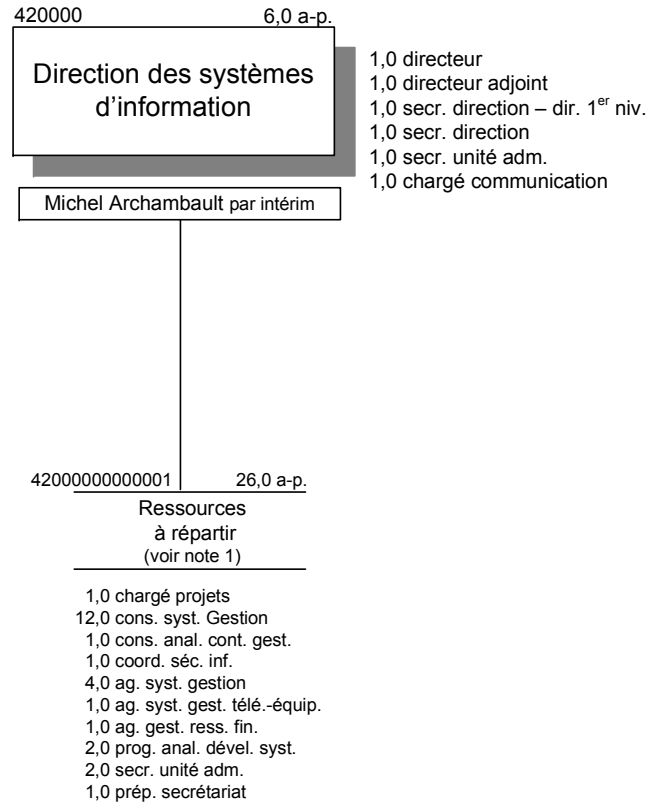 420000 6,0 a-p.
Direction des systèmes
d'information
1,0 directeur
1,0 directeur adjoint
1,0 secr. direction – dir. 1er niv.
1,0 secr. direction
1,0 secr. unité adm.
1,0 chargé communication
Michel Archambault par intérim
42000000000001 26,0 a-p.
Ressources
à répartir
(voir note 1)
1,0 chargé projets
12,0 cons. syst. Gestion
1,0 cons. anal. cont. gest.
1,0 coord. séc. inf.
4,0 ag. syst. gestion
1,0 ag. syst. gest. télé.-équip.
1,0 ag. gest. ress. fin.
2,0 prog. anal. dével. syst.
2,0 secr. unité adm.
1,0 prép. secrétariat